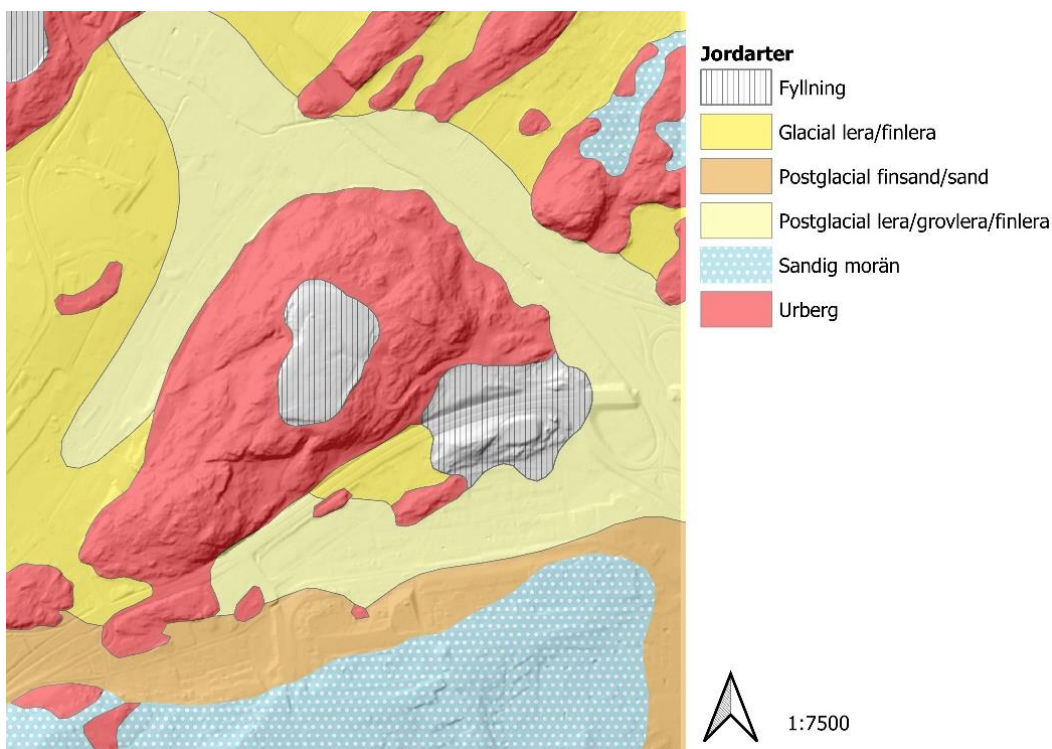 Jordarter
Fyllning
Glacial lera/finlera
Postglacial finsand/sand
Postglacial lera/grovlera/finlera
Sandig morän
Urberg
1:7500